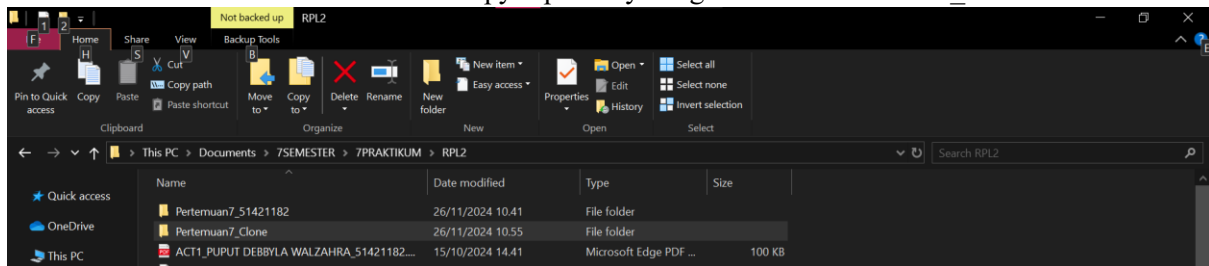 1 2 Not backed up RPL2
F Home Share View Backup Tools
H S V B E
Pin to Quick access
Copy
Paste
Cut
Copy path
Paste shortcut
Move to
Copy to
Delete
Rename
New folder
New item
Easy access
Properties
Open
Edit
History
Select all
Select none
Invert selection
Clipboard Organize New Open Select
This PC > Documents > 7SEMESTER > 7PRAKTIKUM > RPL2 Search RPL2
Name Date modified Type Size
Quick access
Pertemuan7_51421182 26/11/2024 10.41 File folder
OneDrive
Pertemuan7_Clone 26/11/2024 10.55 File folder
This PC
ACT1_PUPUT DEBBYLA WALZAHRA_51421182.... 15/10/2024 14.41 Microsoft Edge PDF ... 100 KB